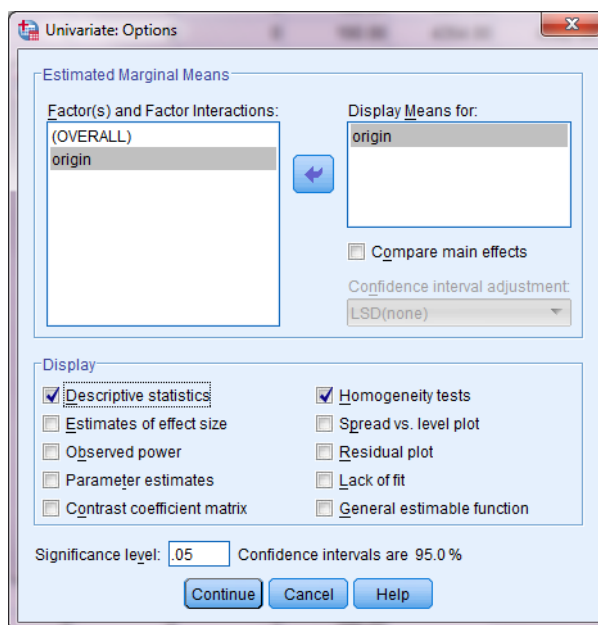 Univariate: Options
Estimated Marginal Means
Factor(s) and Factor Interactions:
(OVERALL)
origin
Display Means for:
origin
Compare main effects
Confidence interval adjustment:
LSD(none)
Display
Descriptive statistics
Homogeneity tests
Estimates of effect size
Spread vs. level plot
Observed power
Residual plot
Parameter estimates
Lack of fit
Contrast coefficient matrix
General estimable function
Significance level: .05 Confidence intervals are 95.0 %
Continue Cancel Help